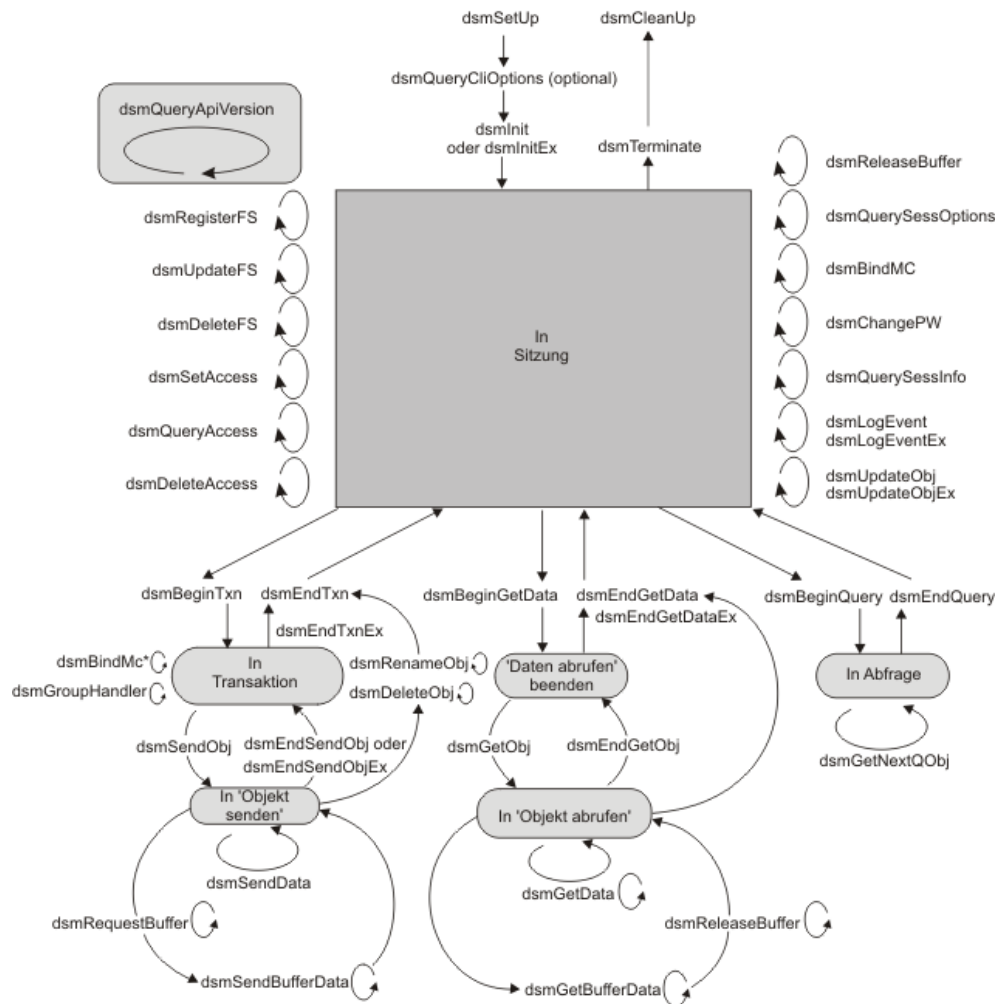 dsmSetUp
dsmCleanUp
dsmQueryCliOptions (optional)
dsmQueryApiVersion
dsmInit
oder dsmInitEx
dsmTerminate
dsmReleaseBuffer
dsmRegisterFS
dsmQuerySessOptions
dsmUpdateFS
dsmBindMC
dsmDeleteFS
dsmChangePW
In
Sitzung
dsmSetAccess
dsmQuerySessInfo
dsmQueryAccess
dsmLogEvent
dsmLogEventEx
dsmDeleteAccess
dsmUpdateObj
dsmUpdateObjEx
dsmBeginTxn
dsmEndTxn
dsmBeginGetData
dsmEndGetData
dsmBeginQuery
dsmEndQuery
dsmEndTxnEx
dsmEndGetDataEx
dsmBindMc*
In
Transaktion
dsmRenameObj
'Daten abrufen'
beenden
In Abfrage
dsmGroupHandler
dsmDeleteObj
dsmSendObj
dsmEndSendObj oder
dsmEndSendObjEx
dsmGetObj
dsmEndGetObj
dsmGetNextQObj
In 'Objekt
senden'
In 'Objekt abrufen'
dsmSendData
dsmGetData
dsmRequestBuffer
dsmReleaseBuffer
dsmSendBufferData
dsmGetBufferData